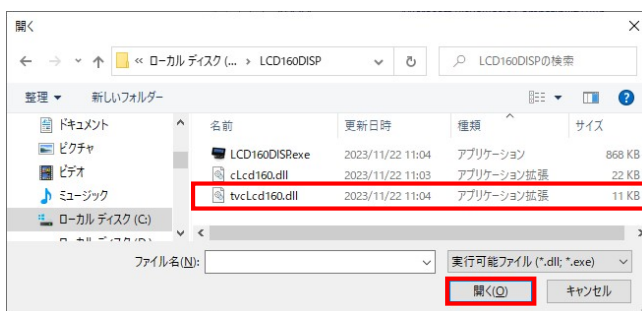 開く
« ローカル ディスク (... > LCD160DISP
LCD160DISPの検索
整理 新しいフォルダー
ドキュメント
ピクチャ
ビデオ
ミュージック
ローカル ディスク (C:)
名前 更新日時 種類 サイズ
LCD160DISP.exe 2023/11/22 11:04 アプリケーション 868 KB
cLcd160.dll 2023/11/22 11:03 アプリケーション拡張 22 KB
tvcLcd160.dll 2023/11/22 11:04 アプリケーション拡張 11 KB
ファイル名(N):
実行可能ファイル (*.dll; *.exe)
開く(O) キャンセル